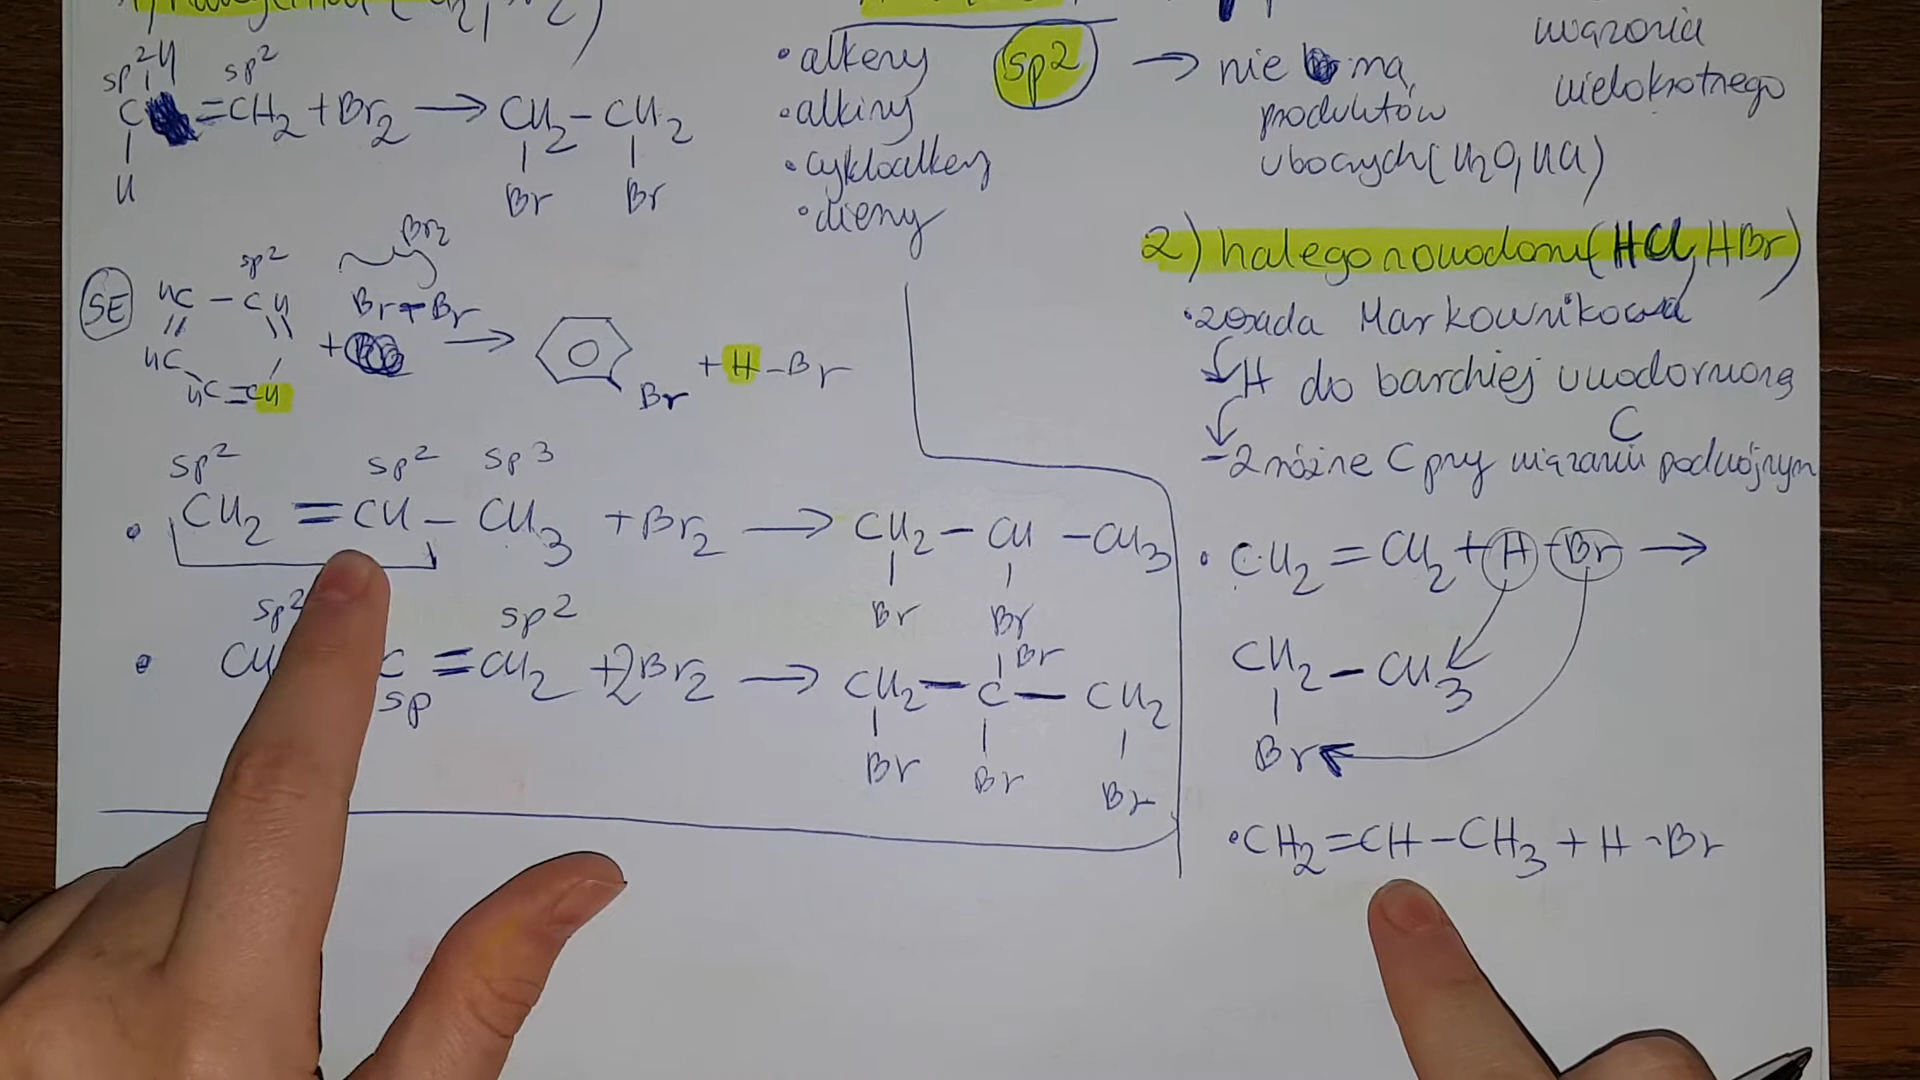 sp²H sp²
C =CH₂ + Br₂ → CH₂-CH₂
H Br Br
• alkeny
• alkiny
• cykloalkeny
• dieny
sp2 → nie ma
produktów
ubocznych (H₂O, HCl)
wiązania
wielokrotnego
SE
sp² Br₂
HC - CH Br-Br
HC + → + H-Br
HC=CH Br
sp² sp² sp3
• CH₂ = CH - CH₃ + Br₂ → CH₂ - CH - CH₃
Br Br
sp² sp²
• C =CH₂ + 2Br₂ → CH₂ - C - CH₂
sp Br
Br Br Br
2) halogenowodoru (HCl, HBr)
• zasada Markownikowa
H do bardziej uwodornionego
C
- 2 różne C przy wiązaniu podwójnym
• CH₂ = CH₂ + H-Br →
CH₂ - CH₃
Br
• CH₂=CH-CH₃ + H-Br